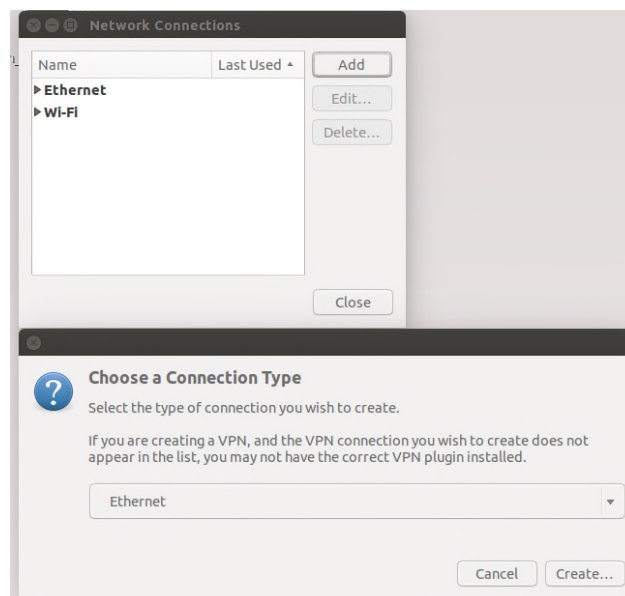 Network Connections
Name Last Used Add
Ethernet Edit...
Wi-Fi Delete...
Close
Choose a Connection Type
Select the type of connection you wish to create.
If you are creating a VPN, and the VPN connection you wish to create does not
appear in the list, you may not have the correct VPN plugin installed.
Ethernet
Cancel Create...